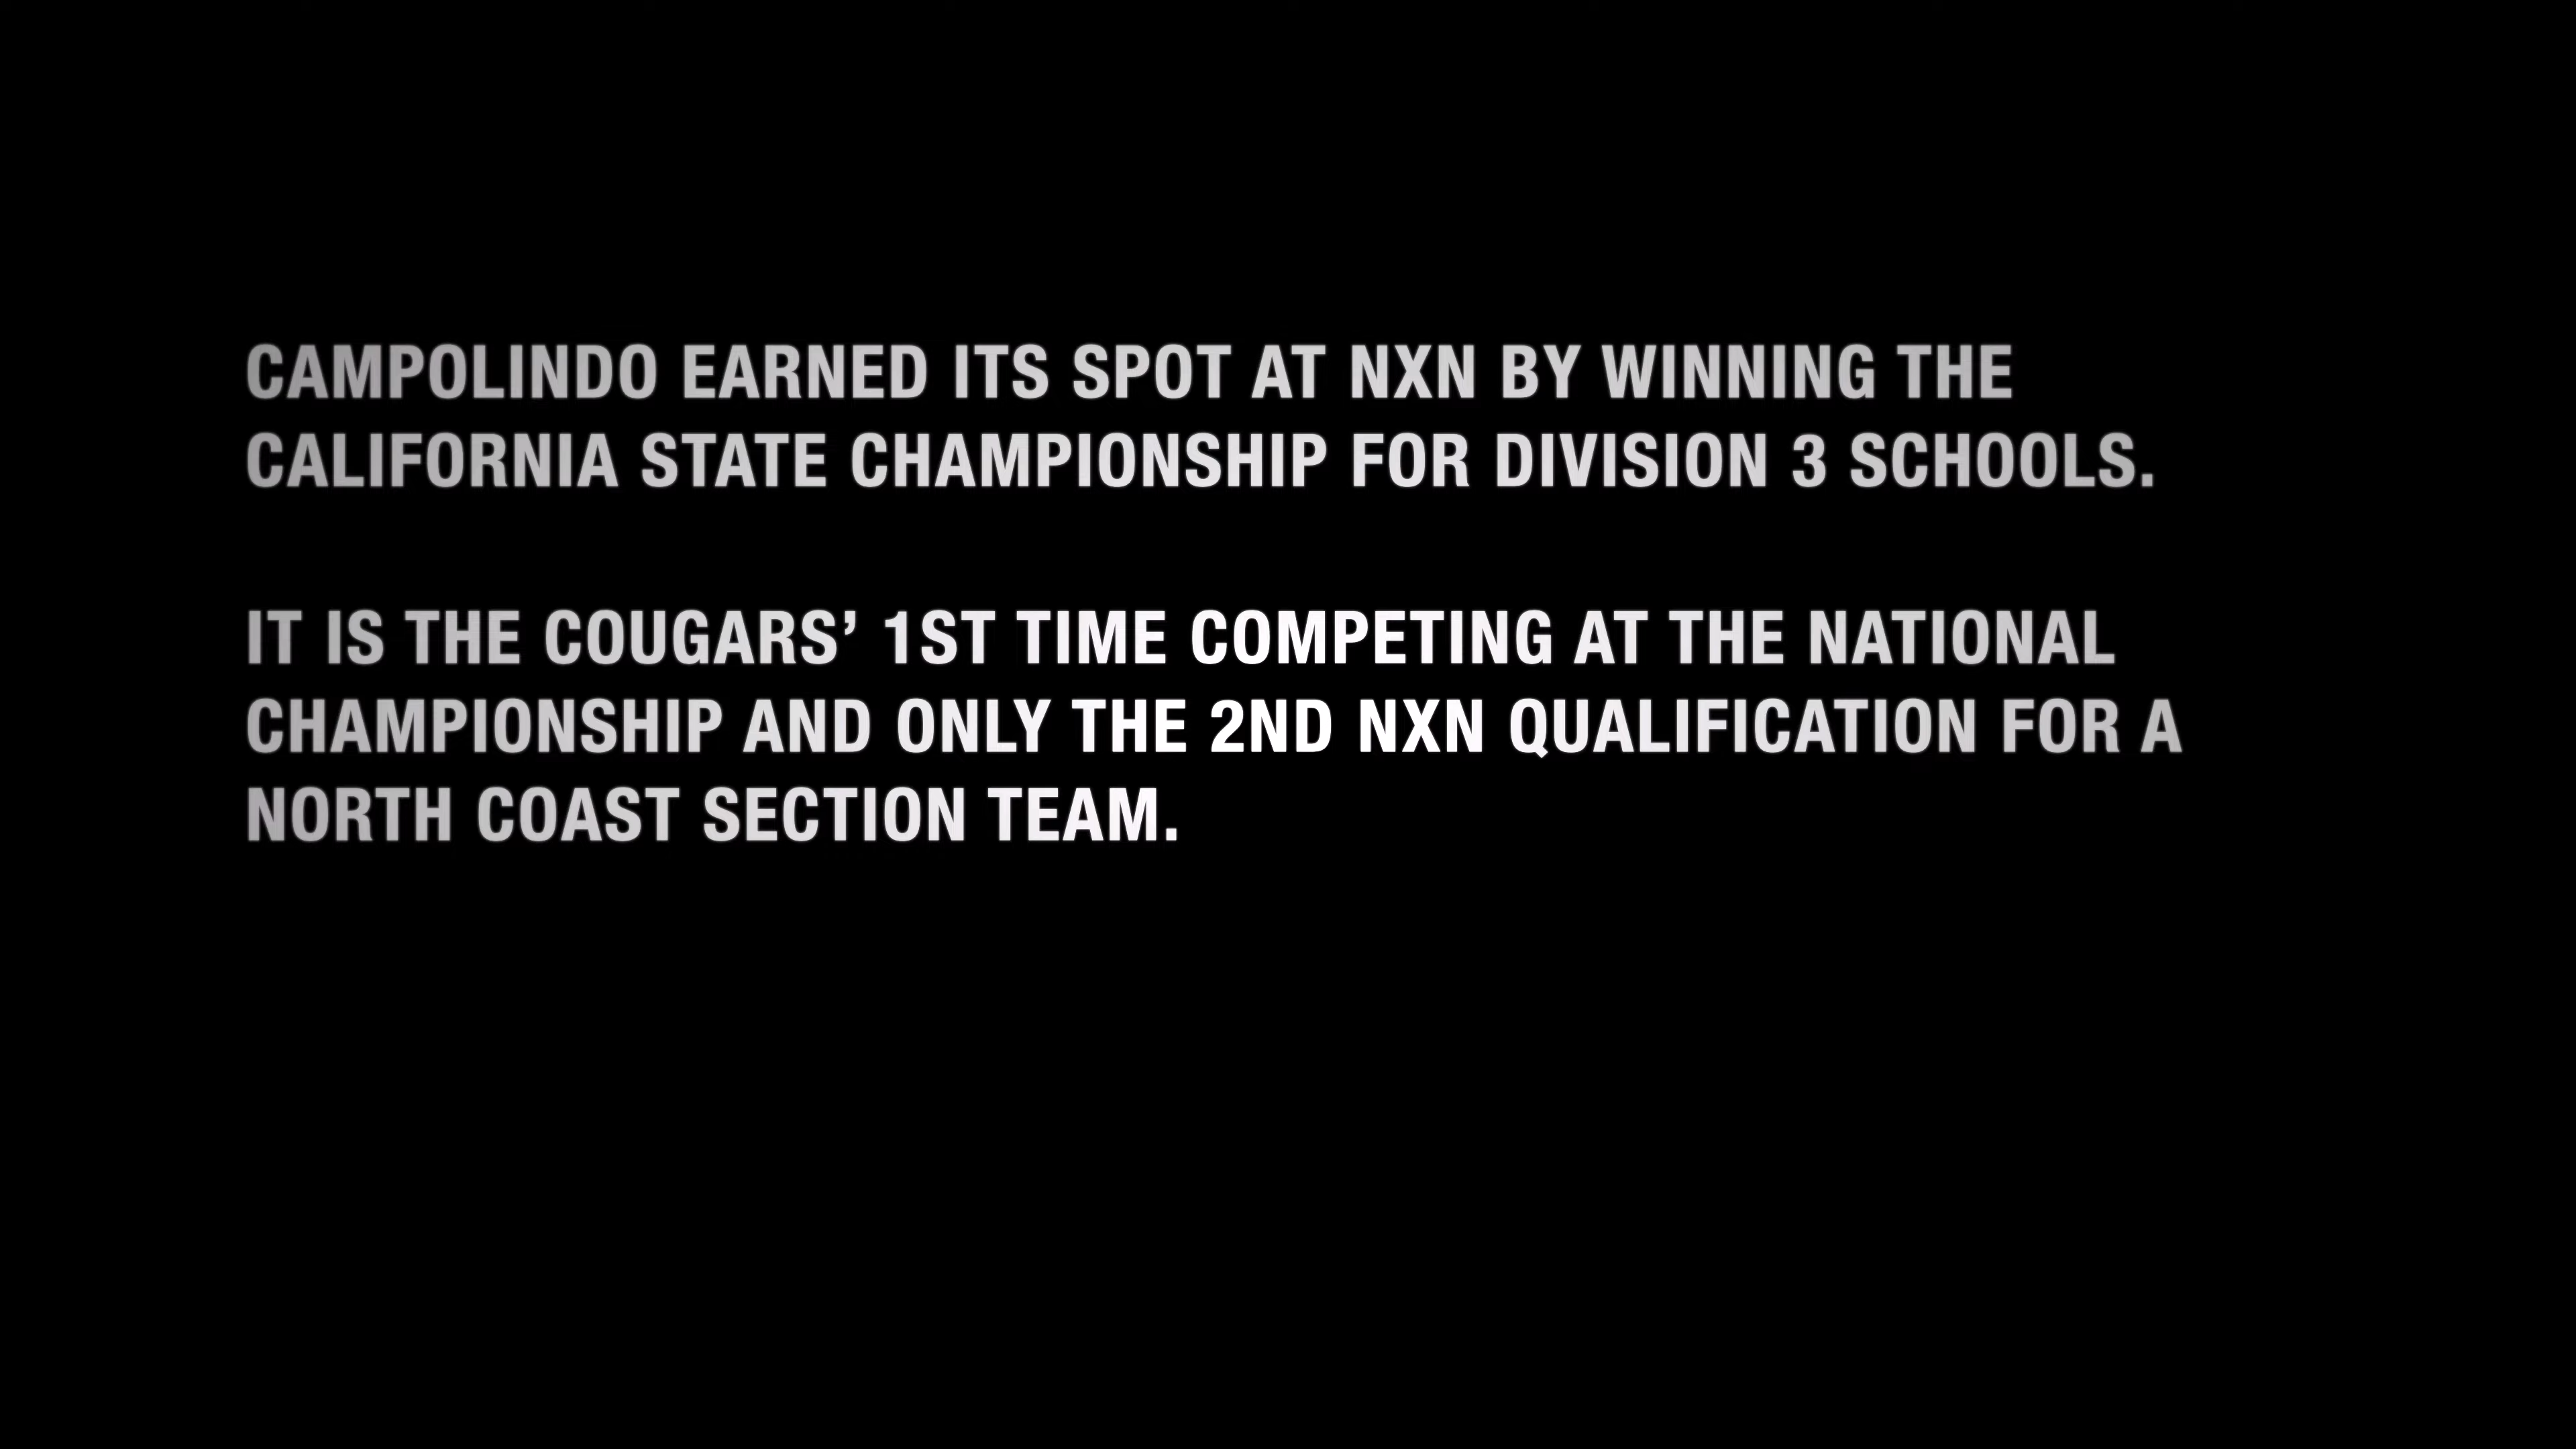 CAMPOLINDO EARNED ITS SPOT AT NXN BY WINNING THE
CALIFORNIA STATE CHAMPIONSHIP FOR DIVISION 3 SCHOOLS.
IT IS THE COUGARS’ 1ST TIME COMPETING AT THE NATIONAL
CHAMPIONSHIP AND ONLY THE 2ND NXN QUALIFICATION FOR A
NORTH COAST SECTION TEAM.